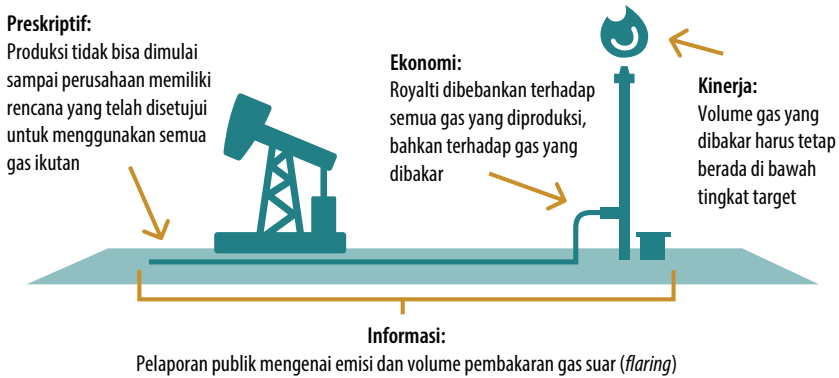 Preskriptif:
Produksi tidak bisa dimulai
sampai perusahaan memiliki
rencana yang telah disetujui
untuk menggunakan semua
gas ikutan
Ekonomi:
Royalti dibebankan terhadap
semua gas yang diproduksi,
bahkan terhadap gas yang
dibakar
Kinerja:
Volume gas yang
dibakar harus tetap
berada di bawah
tingkat target
Informasi:
Pelaporan publik mengenai emisi dan volume pembakaran gas suar (flaring)